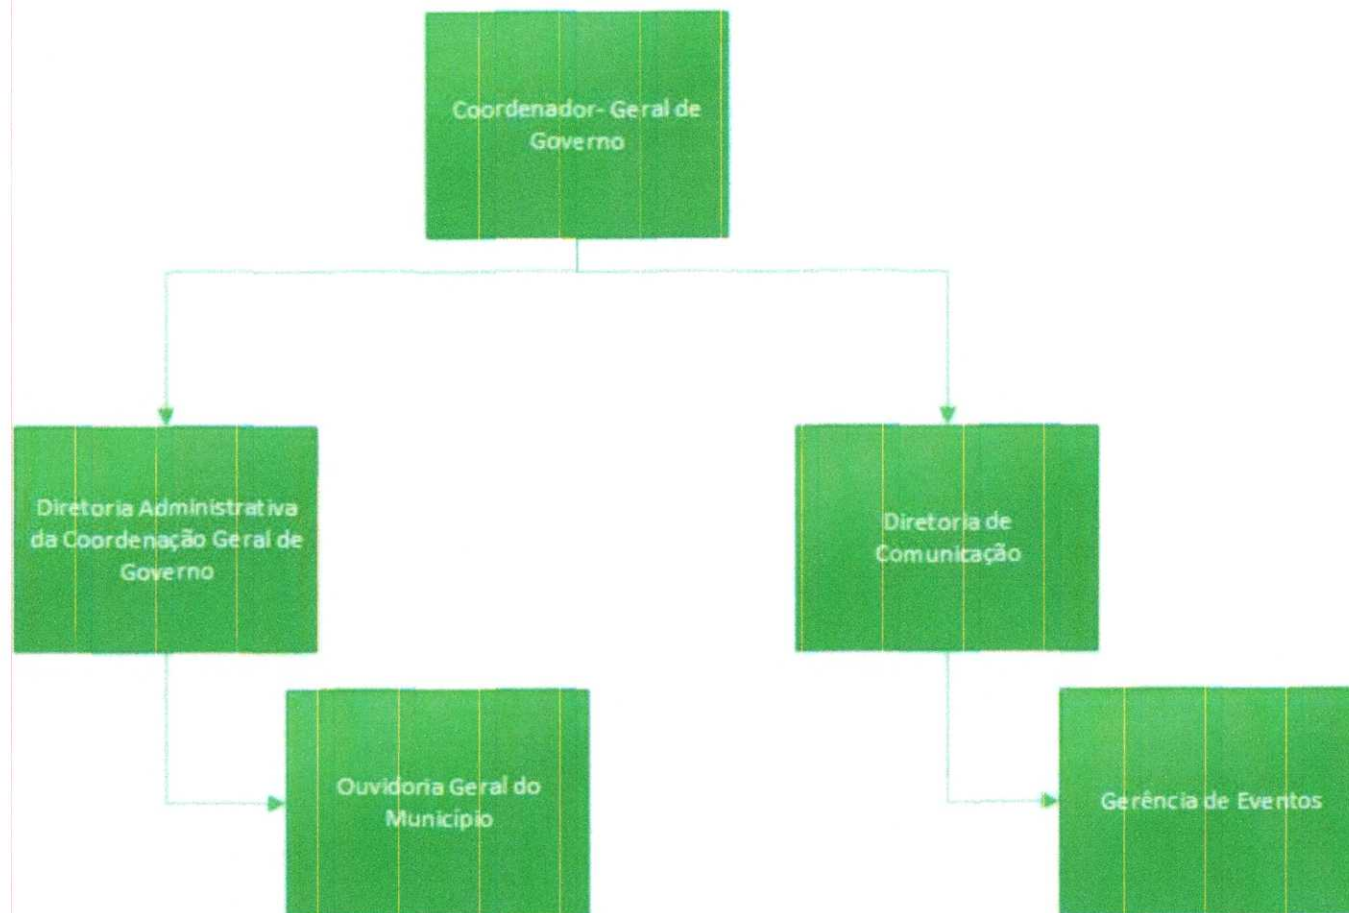 Coordenador- Geral de
Governo
Diretoria Administrativa
da Coordenação Geral de
Governo
Diretoria de
Comunicação
Ouvidoria Geral do
Município
Gerência de Eventos